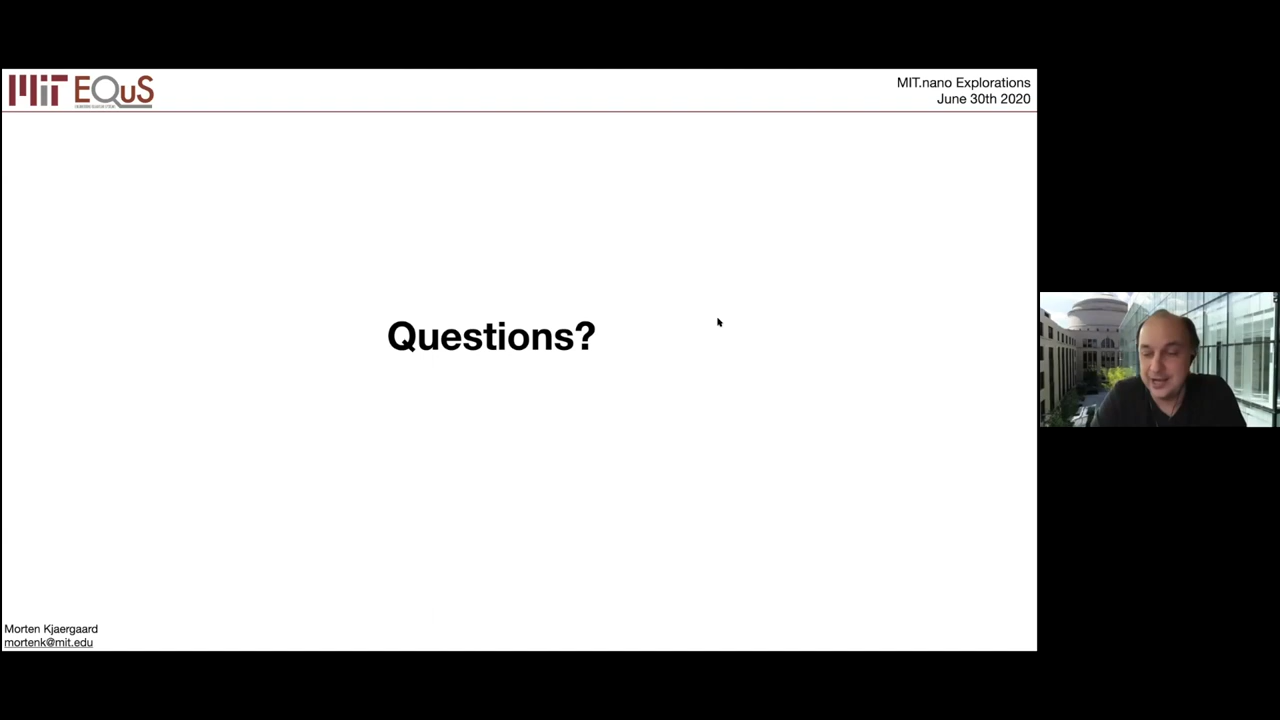 MIT EQuS
MIT.nano Explorations
June 30th 2020
Questions?
Morten Kjaergaard
mortenk@mit.edu